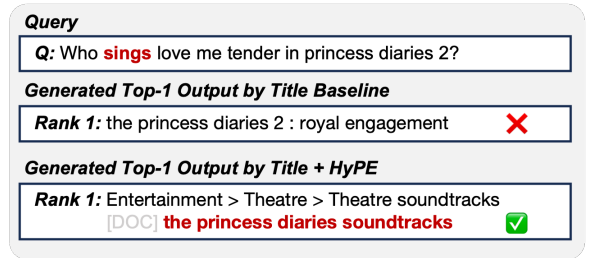 Query
Q: Who sings love me tender in princess diaries 2?
Generated Top-1 Output by Title Baseline
Rank 1: the princess diaries 2 : royal engagement
Generated Top-1 Output by Title + HyPE
Rank 1: Entertainment > Theatre > Theatre soundtracks
[DOC] the princess diaries soundtracks